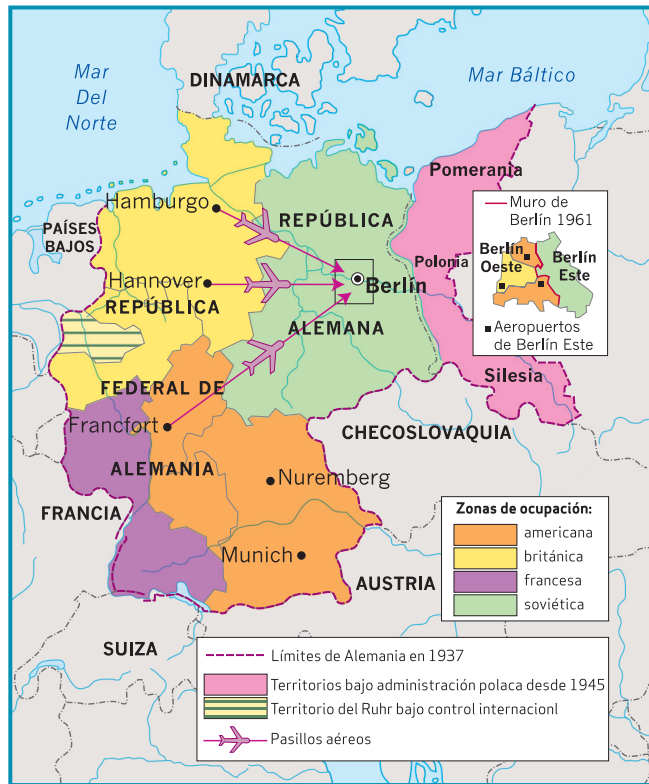 Mar
Del
Norte
DINAMARCA
Mar Báltico
Pomerania
Hamburgo
REPÚBLICA
PAÍSES
BAJOS
Polonia
Hannover
Berlín
REPÚBLICA
ALEMANA
Silesia
FEDERAL DE
Francfort
CHECOSLOVAQUIA
ALEMANIA
Nuremberg
FRANCIA
Munich
AUSTRIA
SUIZA
Muro de
Berlín 1961
Berlín
Oeste
Berlín
Este
Aeropuertos
de Berlín Este
Zonas de ocupación:
americana
británica
francesa
soviética
Límites de Alemania en 1937
Territorios bajo administración polaca desde 1945
Territorio del Ruhr bajo control internacionl
Pasillos aéreos